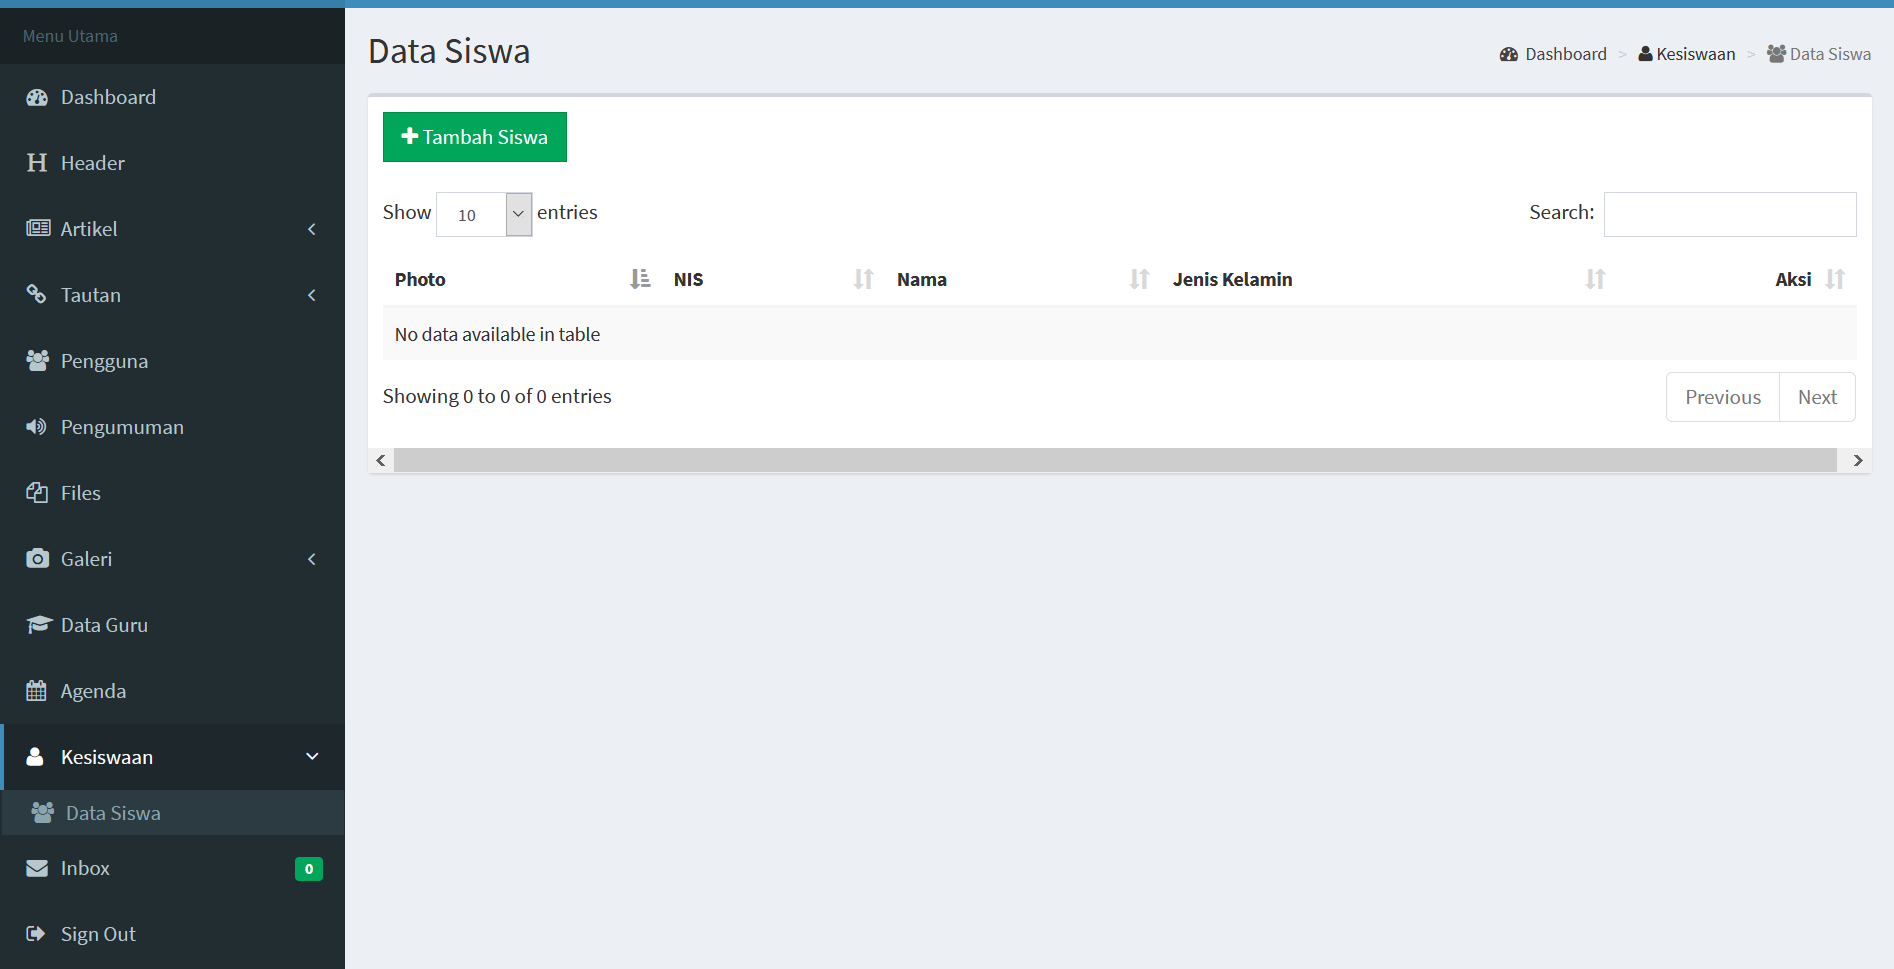 Menu Utama
Dashboard
Header
Artikel
Tautan
Pengguna
Pengumuman
Files
Galeri
Data Guru
Agenda
Kesiswaan
Data Siswa
Inbox 0
Sign Out
Data Siswa
Dashboard > Kesiswaan > Data Siswa
Tambah Siswa
Show 10 entries Search:
Photo NIS Nama Jenis Kelamin Aksi
No data available in table
Showing 0 to 0 of 0 entries Previous Next